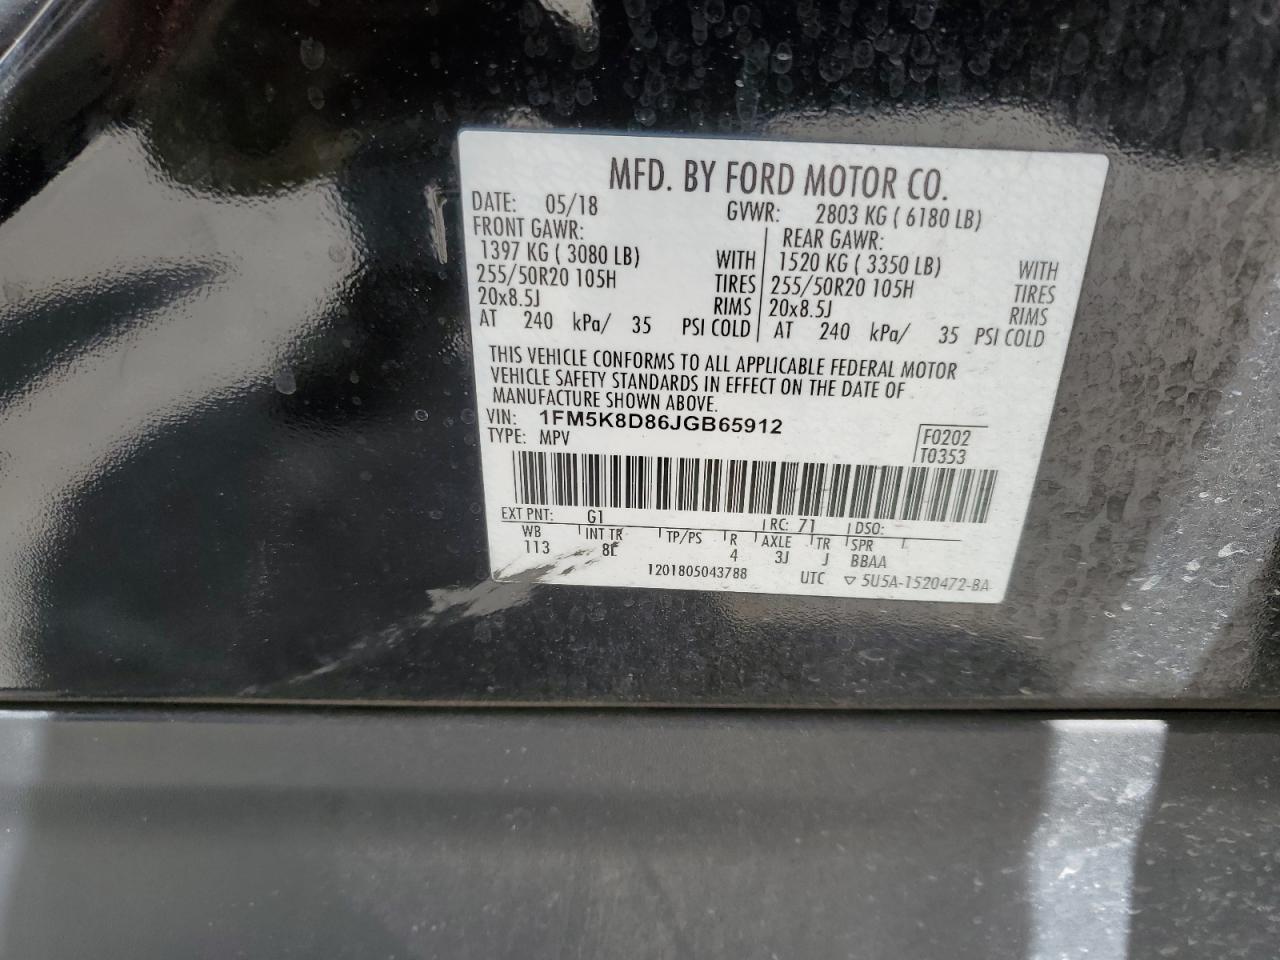 MFD. BY FORD MOTOR CO.
DATE: 05/18 GVWR: 2803 KG ( 6180 LB)
FRONT GAWR: REAR GAWR:
1397 KG ( 3080 LB) WITH 1520 KG ( 3350 LB) WITH
255/50R20 105H TIRES 255/50R20 105H TIRES
20x8.5J RIMS 20x8.5J RIMS
AT 240 kPa/ 35 PSI COLD AT 240 kPa/ 35 PSI COLD
THIS VEHICLE CONFORMS TO ALL APPLICABLE FEDERAL MOTOR
VEHICLE SAFETY STANDARDS IN EFFECT ON THE DATE OF
MANUFACTURE SHOWN ABOVE.
VIN: 1FM5K8D86JGB65912
TYPE: MPV
F0202
T0353
EXT PNT: G1 RC: 71 DSO:
WB INT TR TP/PS R AXLE TR SPR
113 4 3J J BBAA
1201805043788 UTC ▽ 5U5A-1520472-BA